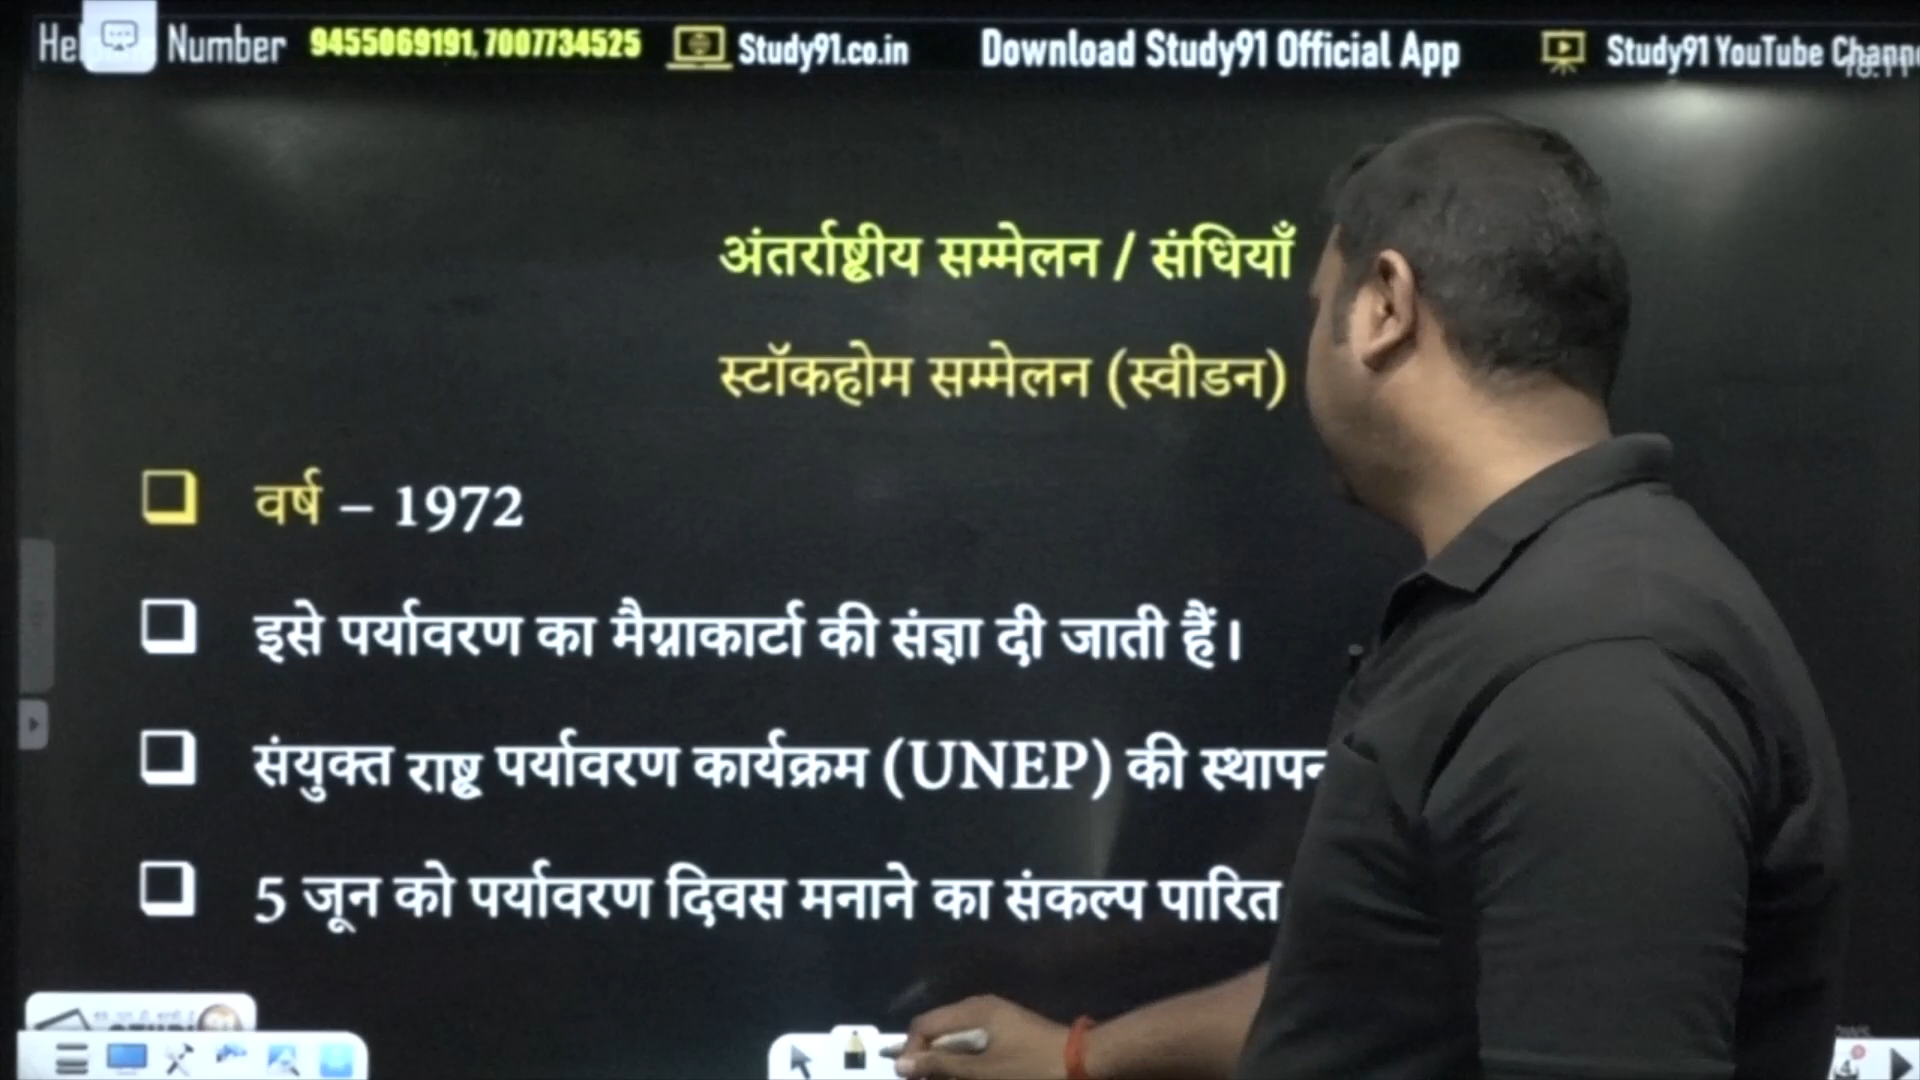 Number 9455069191, 7007734525 Study91.co.in Download Study91 Official App Study91 YouTube
अंतर्राष्ट्रीय सम्मेलन / संधियाँ
स्टॉकहोम सम्मेलन (स्वीडन)
वर्ष – 1972
इसे पर्यावरण का मैग्नाकार्टा की संज्ञा दी जाती हैं।
संयुक्त राष्ट्र पर्यावरण कार्यक्रम (UNEP) की
5 जून को पर्यावरण दिवस मनाने का संकल्प पारित